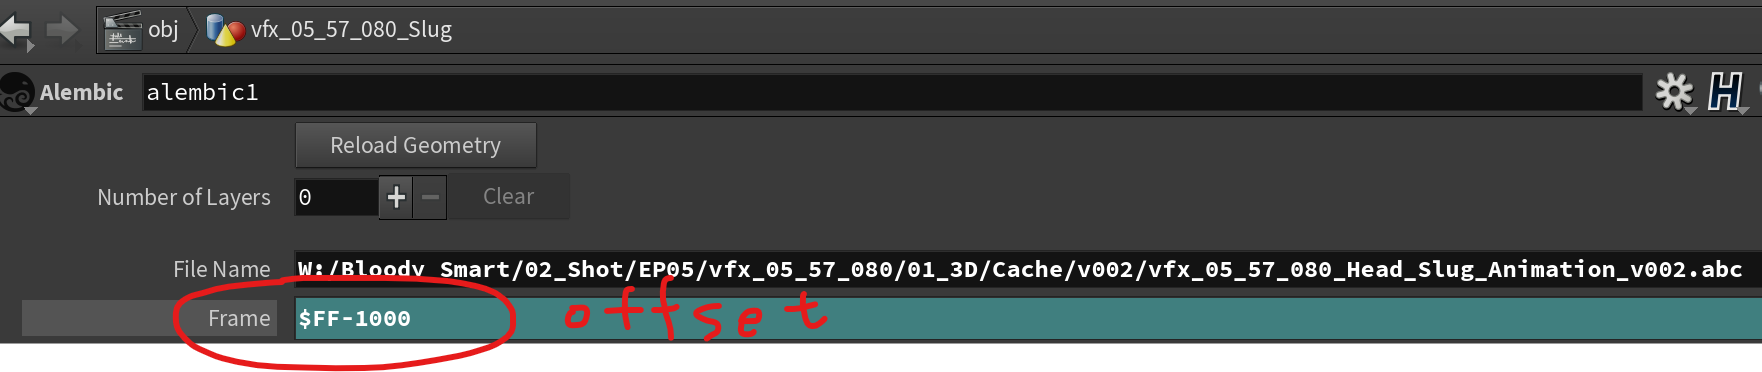 obj vfx_05_57_080_Slug
Alembic alembic1
Reload Geometry
Number of Layers 0 + − Clear
File Name W:/Bloody_Smart/02_Shot/EP05/vfx_05_57_080/01_3D/Cache/v002/vfx_05_57_080_Head_Slug_Animation_v002.abc
Frame $FF-1000 offset